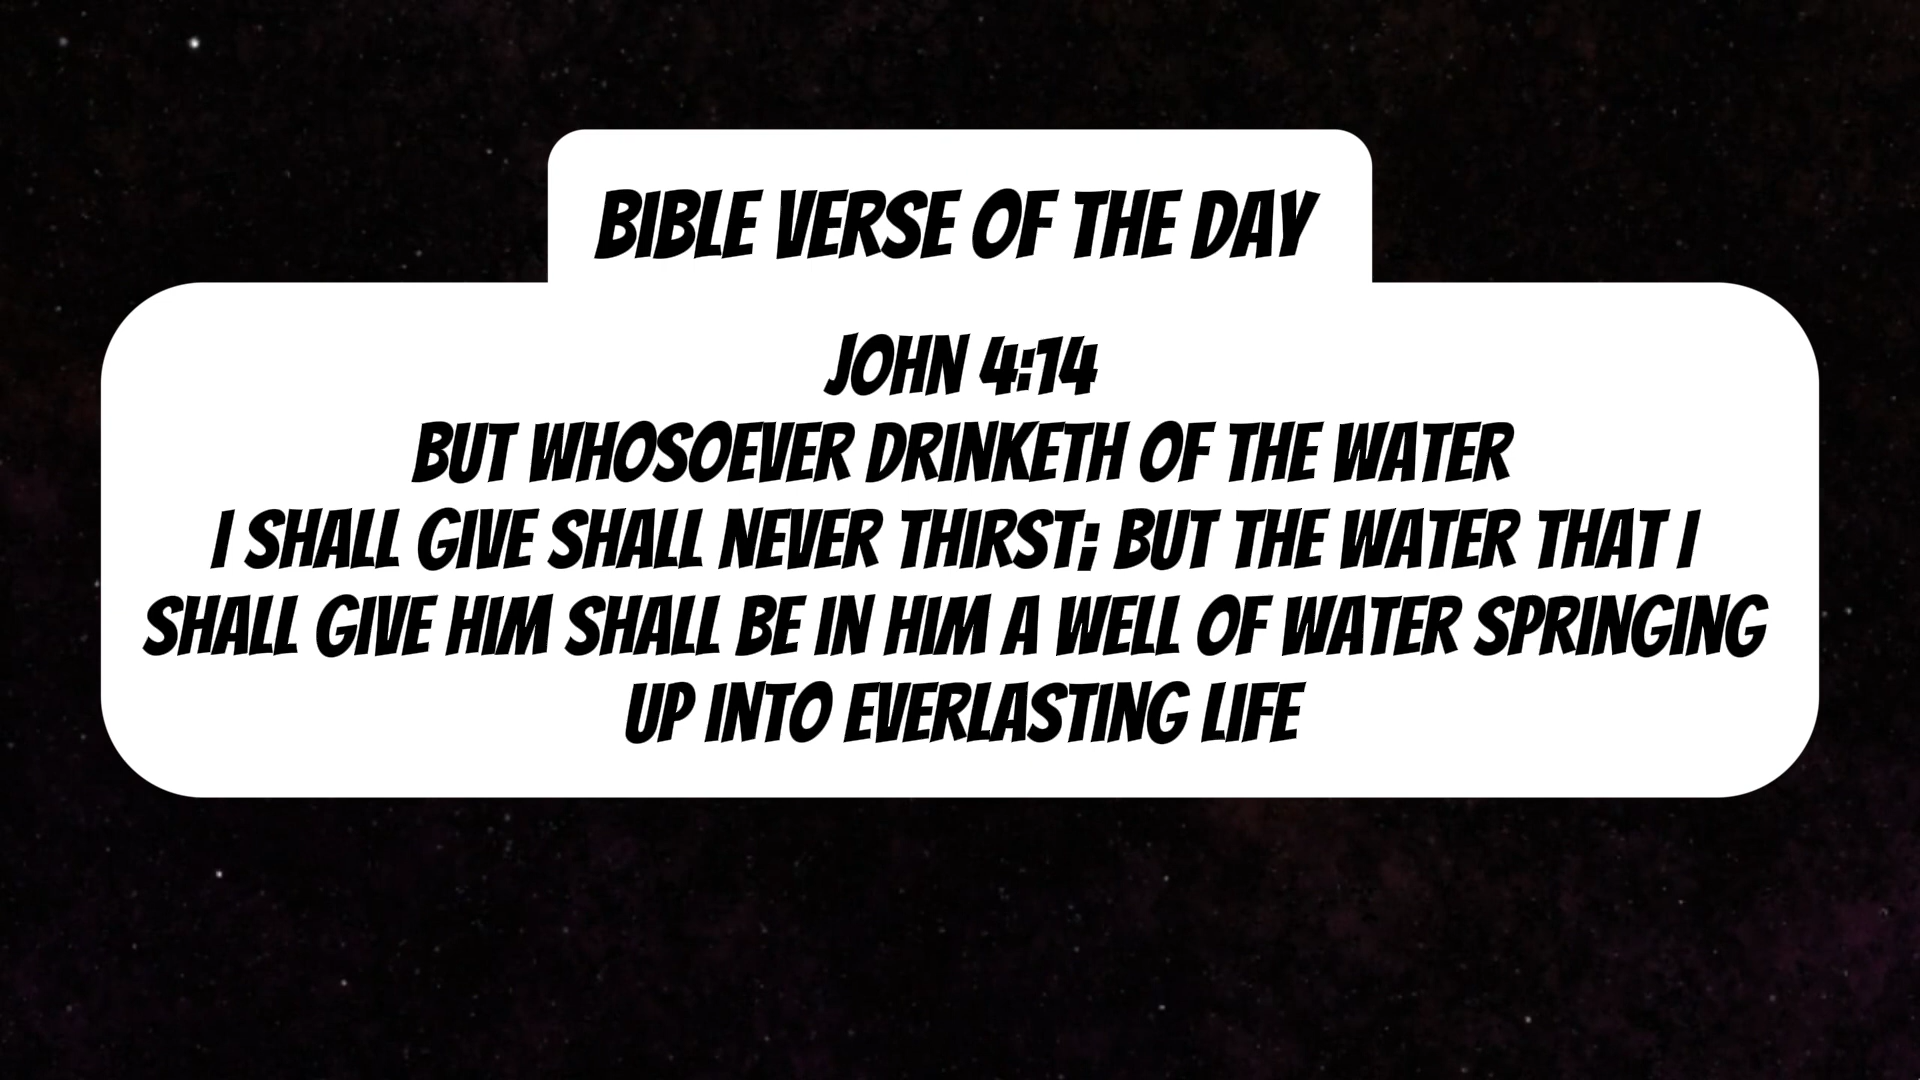 BIBLE VERSE OF THE DAY
JOHN 4:14
BUT WHOSOEVER DRINKETH OF THE WATER
I SHALL GIVE SHALL NEVER THIRST; BUT THE WATER THAT I
SHALL GIVE HIM SHALL BE IN HIM A WELL OF WATER SPRINGING
UP INTO EVERLASTING LIFE